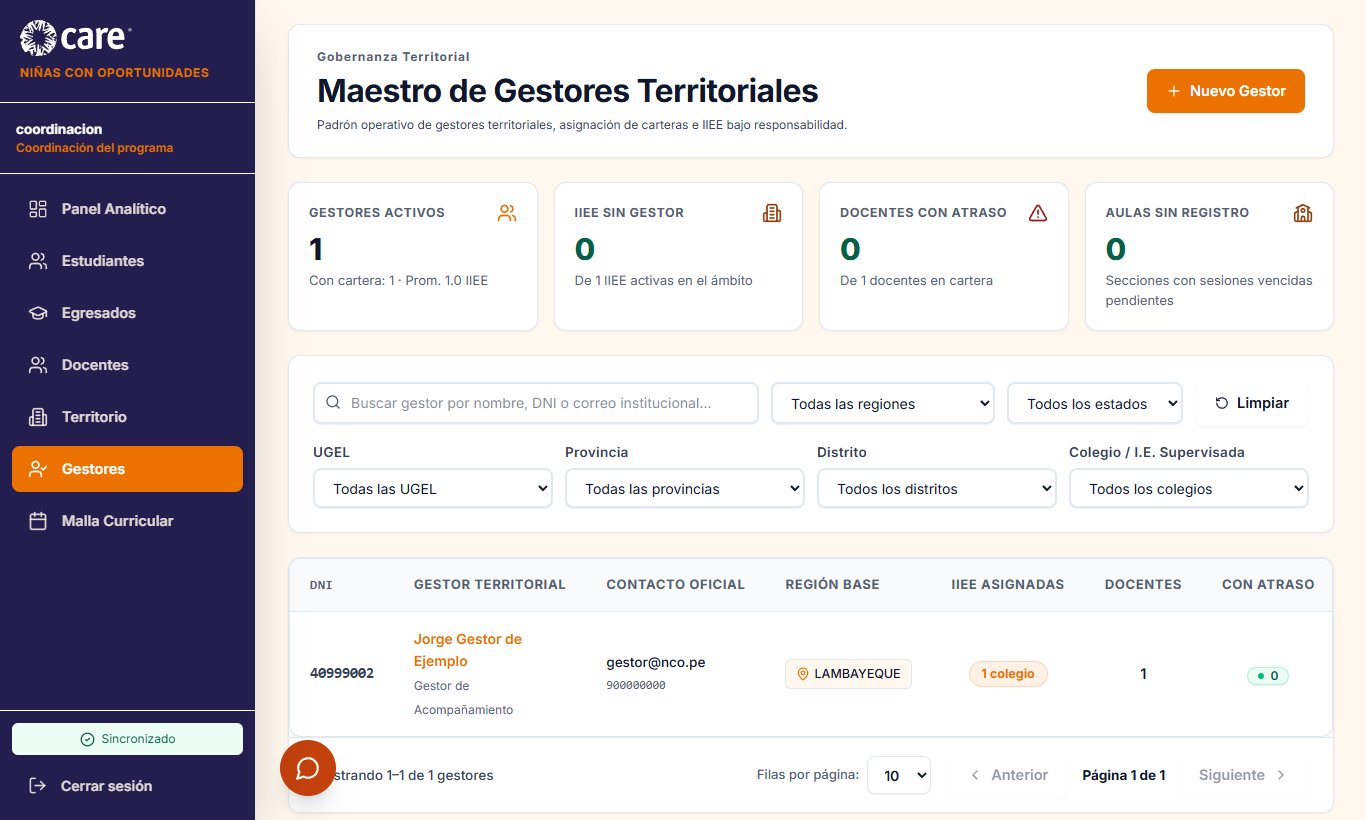 care
NIÑAS CON OPORTUNIDADES
coordinacion
Coordinación del programa
Panel Analítico
Estudiantes
Egresados
Docentes
Territorio
Gestores
Malla Curricular
Sincronizado
Cerrar sesión
Gobernanza Territorial
Maestro de Gestores Territoriales
Padrón operativo de gestores territoriales, asignación de carteras e IIEE bajo responsabilidad.
Nuevo Gestor
GESTORES ACTIVOS
1
Con cartera: 1 · Prom. 1.0 IIEE
IIEE SIN GESTOR
0
De 1 IIEE activas en el ámbito
DOCENTES CON ATRASO
0
De 1 docentes en cartera
AULAS SIN REGISTRO
0
Secciones con sesiones vencidas
pendientes
Buscar gestor por nombre, DNI o correo institucional...
Todas las regiones
Todos los estados
Limpiar
UGEL
Provincia
Distrito
Colegio / I.E. Supervisada
Todas las UGEL
Todas las provincias
Todos los distritos
Todos los colegios
DNI GESTOR TERRITORIAL CONTACTO OFICIAL REGIÓN BASE IIEE ASIGNADAS DOCENTES CON ATRASO
40999002
Jorge Gestor de
Ejemplo
Gestor de
Acompañamiento
gestor@nco.pe
900000000
LAMBAYEQUE
1 colegio
1
0
strando 1–1 de 1 gestores
Filas por página: 10
Anterior
Página 1 de 1
Siguiente